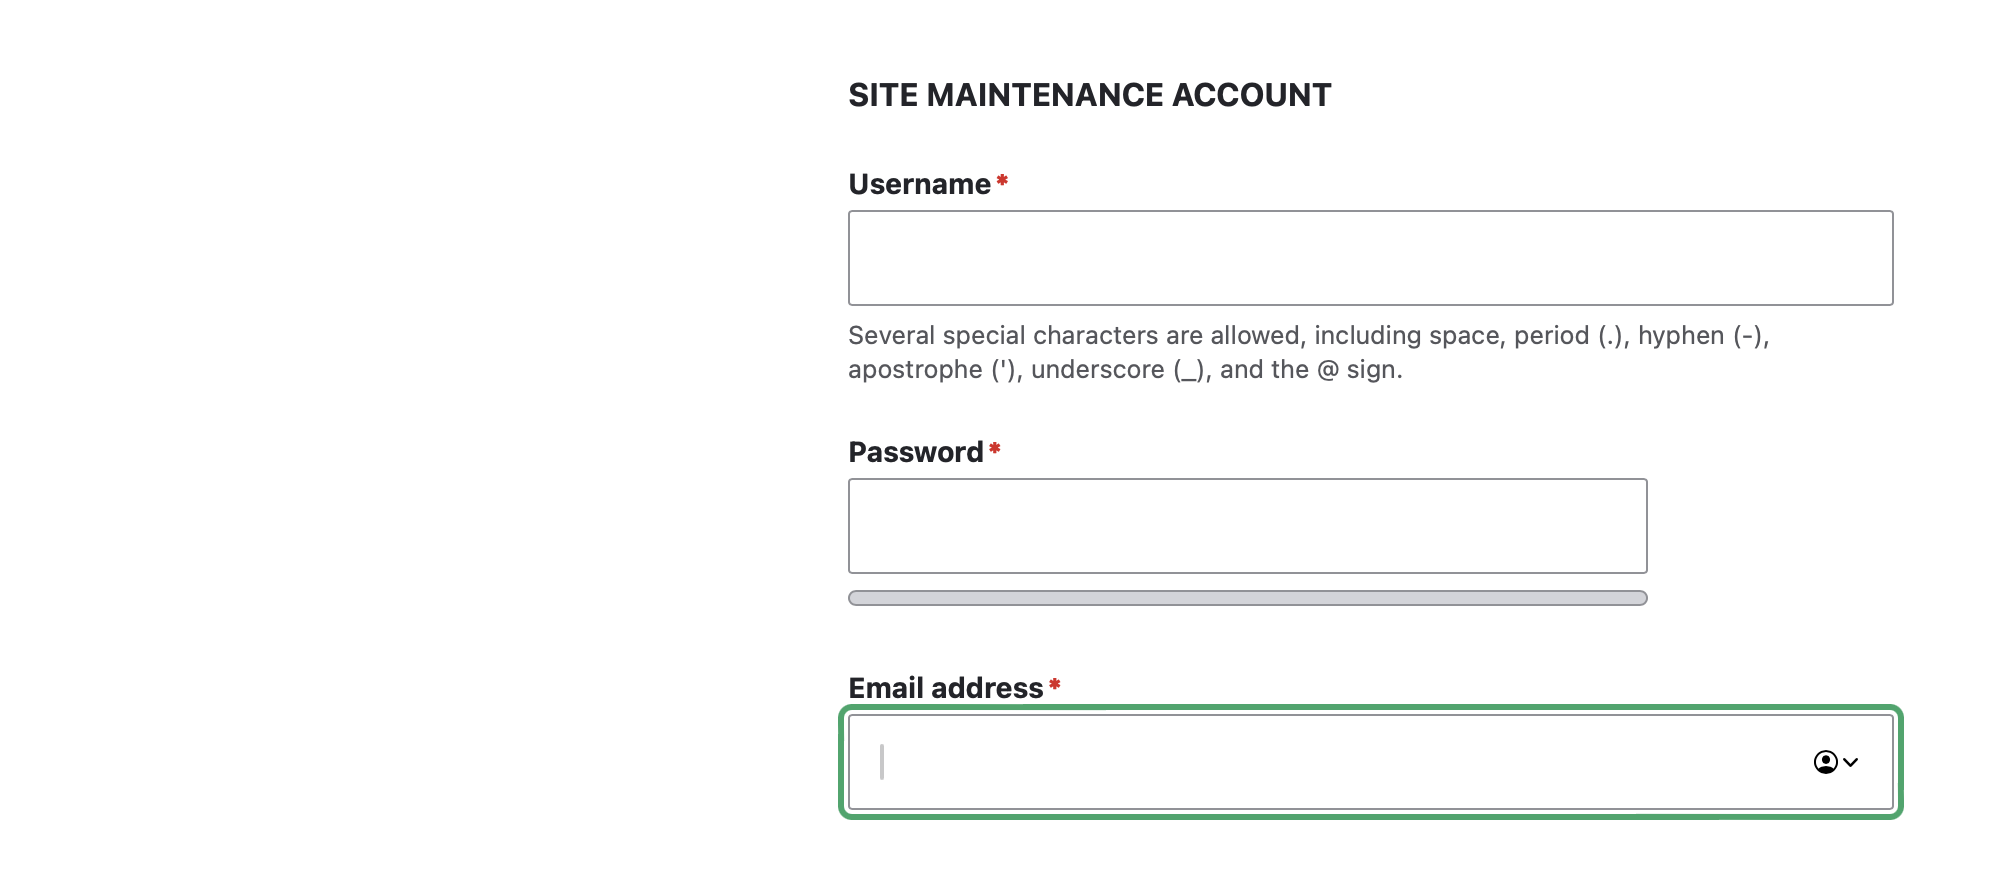 SITE MAINTENANCE ACCOUNT
Username*
Several special characters are allowed, including space, period (.), hyphen (-),
apostrophe ('), underscore (_), and the @ sign.
Password*
Email address*